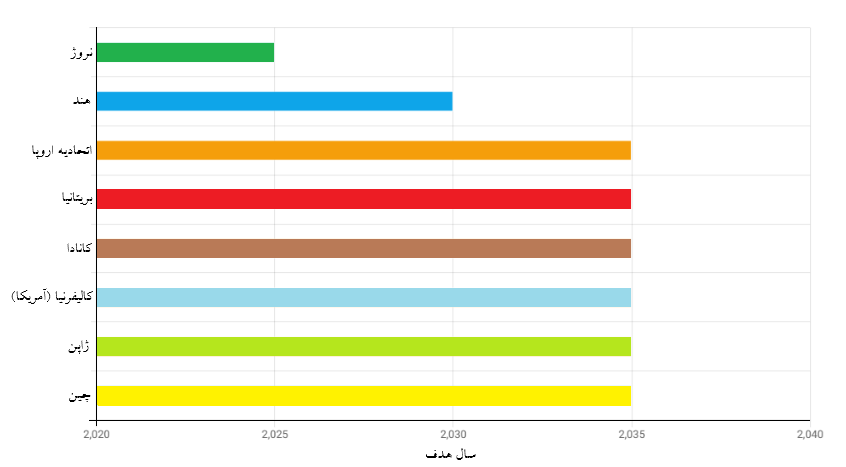 نروژ
هند
اتحادیه اروپا
بریتانیا
کانادا
کالیفرنیا (آمریکا)
ژاپن
چین
2,020 2,025 2,030 2,035 2,040
سال هدف